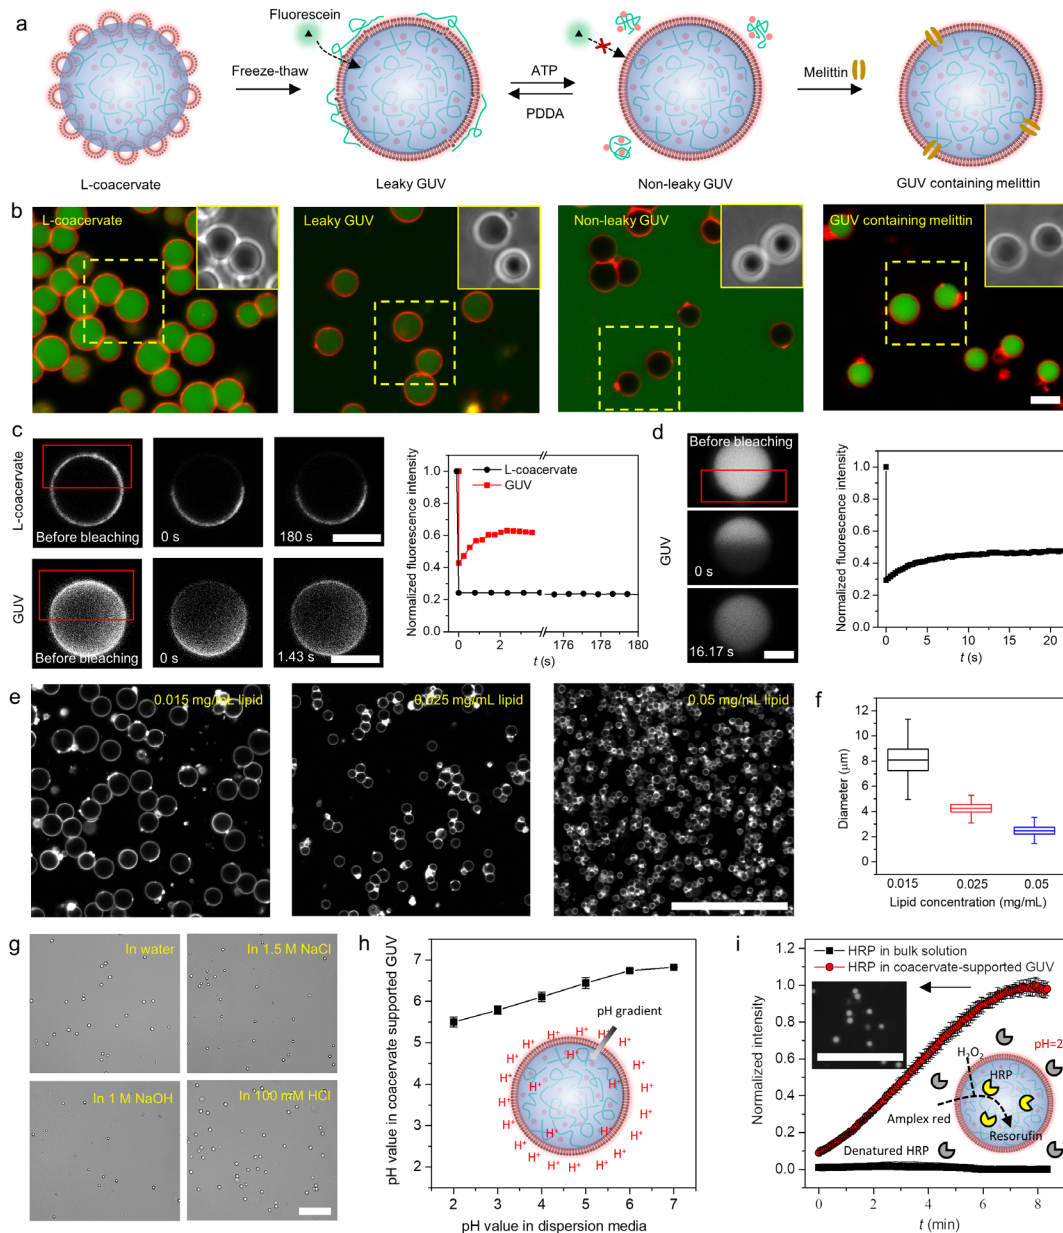 a
Fluorescein
Freeze-thaw
ATP
PDDA
Melittin
L-coacervate
Leaky GUV
Non-leaky GUV
GUV containing melittin
b
L-coacervate
Leaky GUV
Non-leaky GUV
GUV containing melittin
c
L-coacervate
Before bleaching
0 s
180 s
GUV
Before bleaching
0 s
1.43 s
Normalized fluorescence intensity
1.0
0.8
0.6
0.4
0.2
0.0
L-coacervate
GUV
0 2 176 178 180
t (s)
d
Before bleaching
GUV
0 s
16.17 s
Normalized fluorescence intensity
1.0
0.8
0.6
0.4
0.2
0.0
0 5 10 15 20
t (s)
e
0.015 mg/mL lipid
0.025 mg/mL lipid
0.05 mg/mL lipid
f
Diameter (μm)
12
10
8
6
4
2
0
0.015 0.025 0.05
Lipid concentration (mg/mL)
g
In water
In 1.5 M NaCl
In 1 M NaOH
In 100 mM HCl
h
pH value in coacervate supported GUV
7
6
5
4
3
2
pH gradient
H⁺ H⁺ H⁺
H⁺ H⁺
H⁺ H⁺ H⁺
H⁺ H⁺
H⁺ H⁺ H⁺
H⁺ H⁺ H⁺ H⁺
H⁺ H⁺ H⁺
H⁺ H⁺ H⁺
2 3 4 5 6 7
pH value in dispersion media
i
Normalized intensity
1.2
1.0
0.8
0.6
0.4
0.2
0.0
HRP in bulk solution
HRP in coacervate-supported GUV
pH=2
H₂O₂
HRP
Amplex red
Resorufin
Denatured HRP
0 2 4 6 8
t (min)